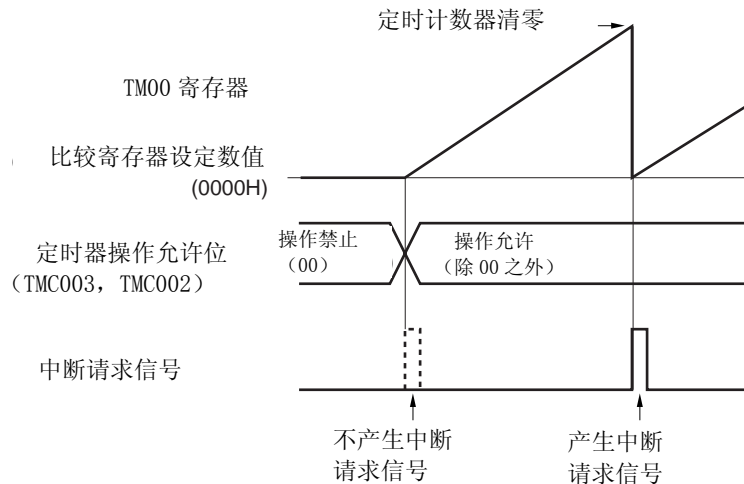 定时计数器清零
TM00 寄存器
比较寄存器设定数值
(0000H)
定时器操作允许位
（TMC003，TMC002）
操作禁止
（00）
操作允许
（除 00 之外）
中断请求信号
不产生中断
请求信号
产生中断
请求信号